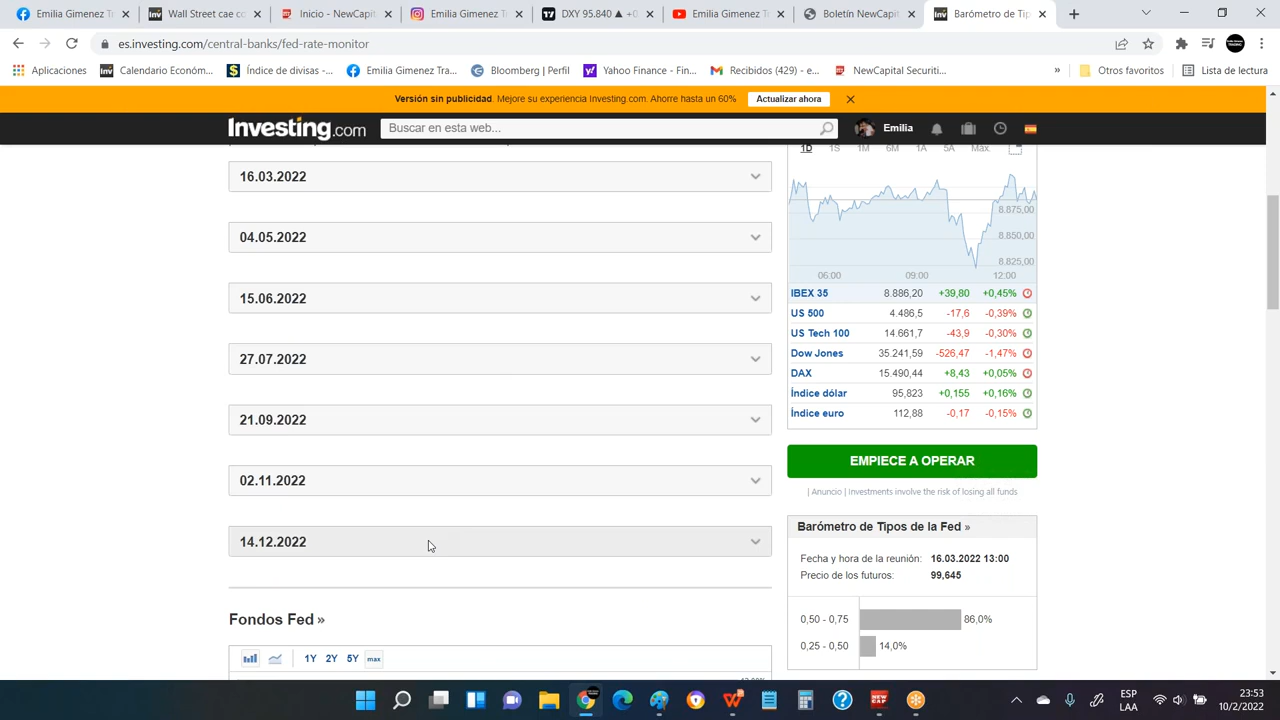 Emilia Gimenez Tr
Wall Street cor
Inicio - NewCapit
Emilia Gimenez T
DXY 95.840 ▲ +0
Emilia Gimenez T
Boletines - NewC
Barómetro de Tip
es.investing.com/central-banks/fed-rate-monitor
Aplicaciones
Calendario Económ...
Índice de divisas -...
Emilia Gimenez Tra...
Bloomberg | Perfil
Yahoo Finance - Fin...
Recibidos (429) - e...
NewCapital Securiti...
»
Otros favoritos
Lista de lectura
Versión sin publicidad. Mejore su experiencia Investing.com. Ahorre hasta un 60%
Actualizar ahora
Investing.com
Buscar en esta web...
Emilia
16.03.2022
04.05.2022
15.06.2022
27.07.2022
21.09.2022
02.11.2022
14.12.2022
Fondos Fed »
1Y 2Y 5Y max
1D 1S 1M 6M 1A 5A Máx.
8.875,00
8.850,00
8.825,00
06:00 09:00 12:00
IBEX 35 8.886,20 +39,80 +0,45%
US 500 4.486,5 -17,6 -0,39%
US Tech 100 14.661,7 -43,9 -0,30%
Dow Jones 35.241,59 -526,47 -1,47%
DAX 15.490,44 +8,43 +0,05%
Índice dólar 95,823 +0,155 +0,16%
Índice euro 112,88 -0,17 -0,15%
EMPIECE A OPERAR
| Anuncio | Investments involve the risk of losing all funds
Barómetro de Tipos de la Fed »
Fecha y hora de la reunión: 16.03.2022 13:00
Precio de los futuros: 99,645
0,50 - 0,75 86,0%
0,25 - 0,50 14,0%
ESP
LAA
23:53
10/2/2022